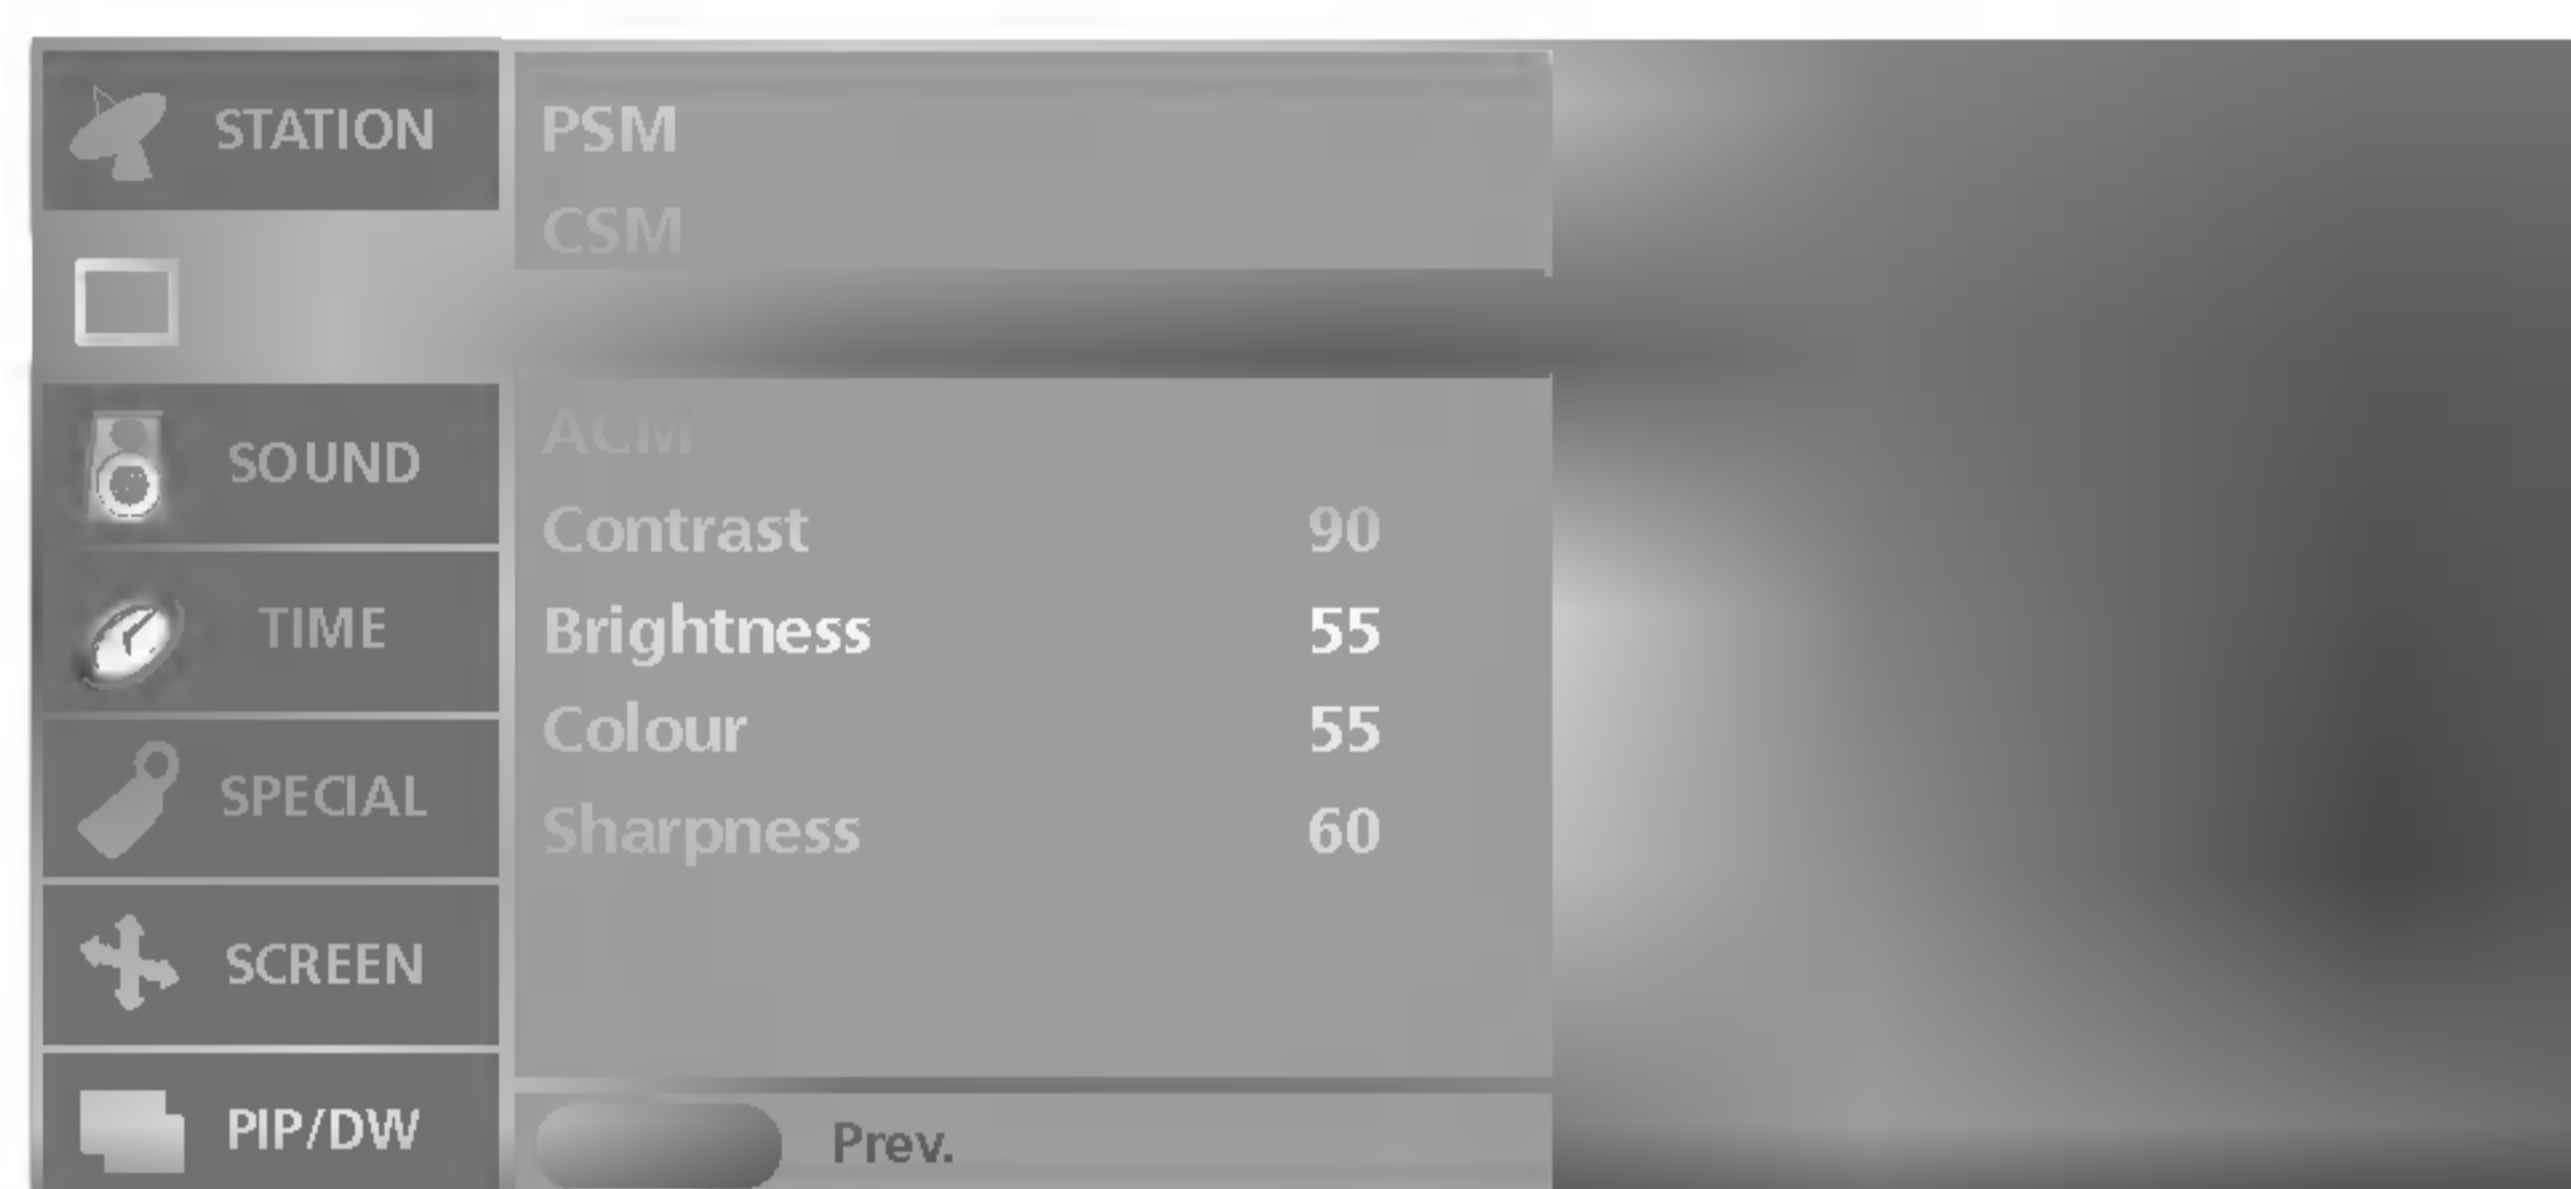 STATION
SOUND
TIME
SPECIAL
SCREEN
PIP/DW
PSM
CSM
ACM
Contrast 90
Brightness 55
Colour 55
Sharpness 60
Prev.